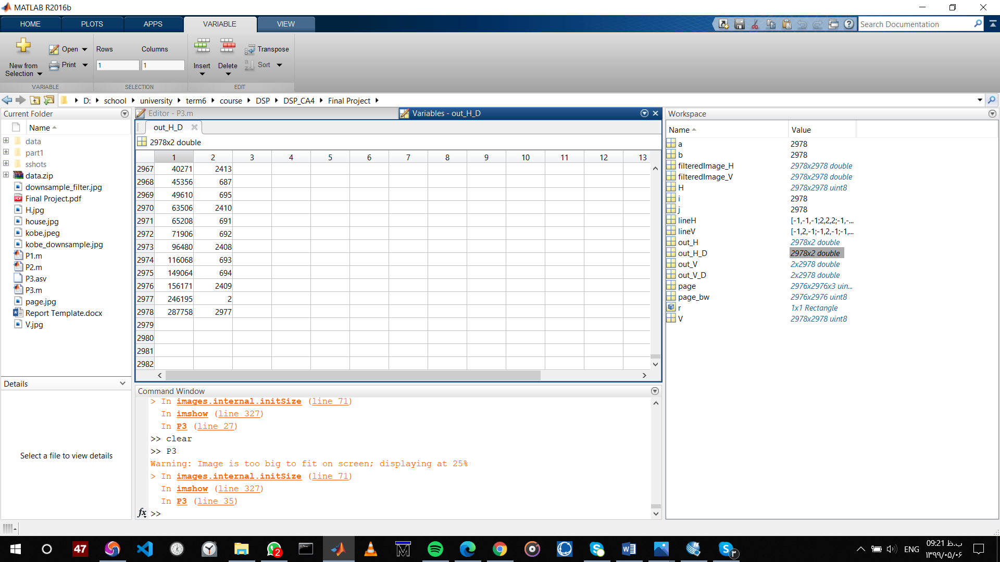 MATLAB R2016b
HOME PLOTS APPS VARIABLE VIEW
Search Documentation
New from Selection
Open
Print
Rows Columns
1 1
Insert
Delete
Transpose
Sort
VARIABLE SELECTION EDIT
D: school university term6 course DSP DSP_CA4 Final Project
Current Folder
Name
data
part1
sshots
data.zip
downsample_filter.jpg
Final Project.pdf
H.jpg
house.jpg
kobe.jpeg
kobe_downsample.jpg
P1.m
P2.m
P3.asv
P3.m
page.jpg
Report Template.docx
V.jpg
Details
Select a file to view details
Editor - P3.m
Variables - out_H_D
out_H_D
2978x2 double
1 2 3 4 5 6 7 8 9 10 11 12 13
2967 40271 2413
2968 45356 687
2969 49610 695
2970 63506 2410
2971 65208 691
2972 71906 692
2973 96480 2408
2974 116068 693
2975 149064 694
2976 156171 2409
2977 246195 2
2978 287758 2977
2979
2980
2981
2982
Command Window
> In images.internal.initSize (line 71)
In imshow (line 327)
In P3 (line 27)
>> clear
>> P3
Warning: Image is too big to fit on screen; displaying at 25%
> In images.internal.initSize (line 71)
In imshow (line 327)
In P3 (line 35)
fx >>
Workspace
Name Value
a 2978
b 2978
filteredImage_H 2978x2978 double
filteredImage_V 2978x2978 double
H 2978x2978 uint8
i 2978
j 2978
lineH [-1,-1,-1;2,2,2;-1,-...
lineV [-1,2,-1;-1,2,-1;-1,...
out_H 2978x2 double
out_H_D 2978x2 double
out_V 2x2978 double
out_V_D 2x2978 double
page 2976x2976x3 uin...
page_bw 2976x2976 uint8
r 1x1 Rectangle
V 2978x2978 uint8
47
2
۳
ENG
09:21 ب.ظ
۱۳۹۹/۰۵/۰۶